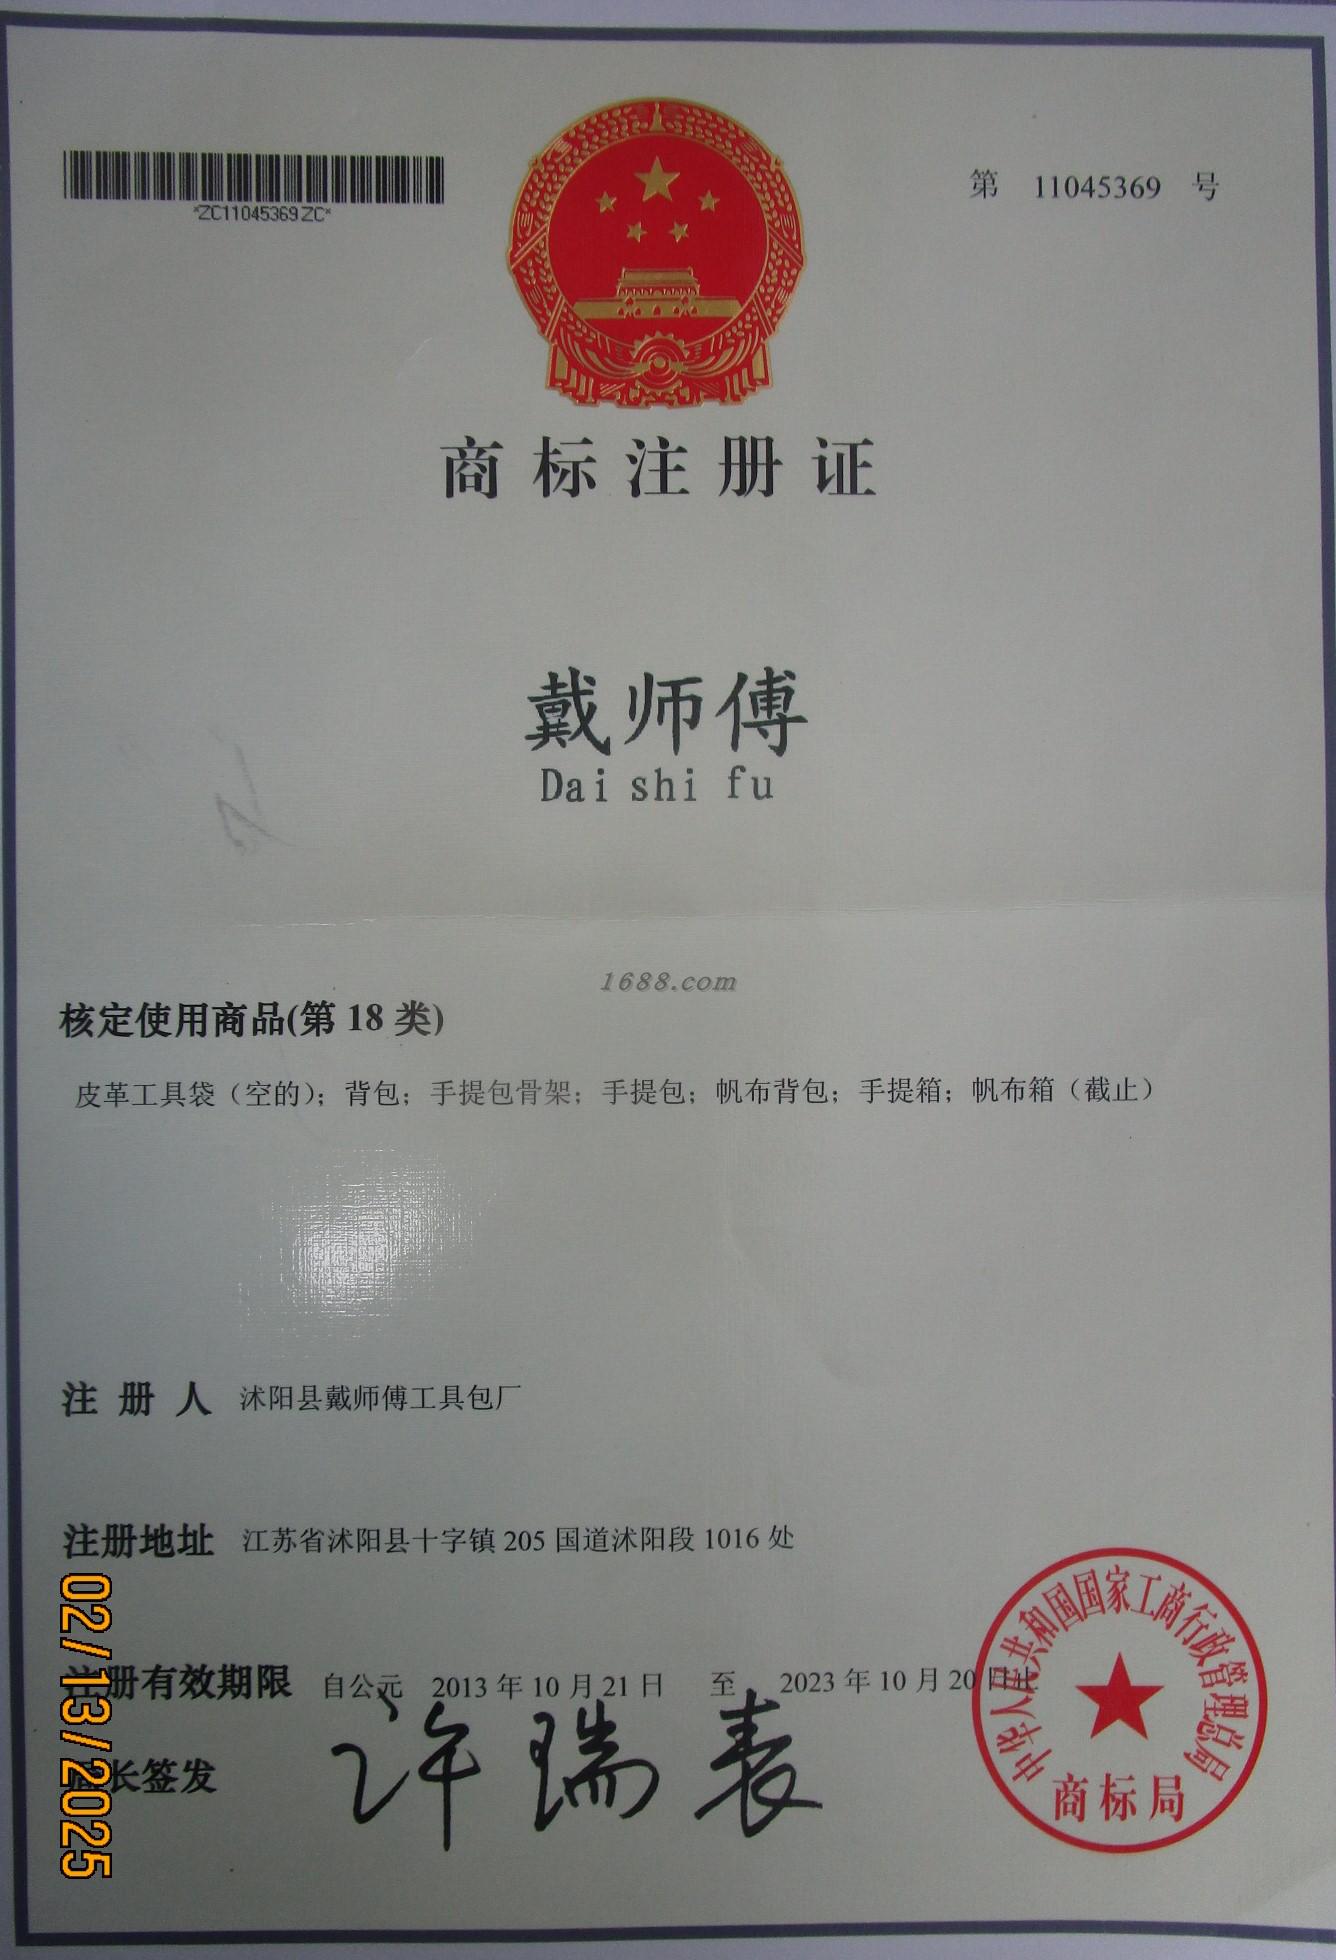 *ZC11045369ZC*
第 11045369 号
商标注册证
戴师傅
Dai shi fu
1688.com
核定使用商品(第 18 类)
皮革工具袋（空的）；背包；手提包骨架；手提包；帆布背包；手提箱；帆布箱（截止）
注 册 人 沭阳县戴师傅工具包厂
注册地址 江苏省沭阳县十字镇 205 国道沭阳段 1016 处
注册有效期限 自公元 2013 年 10 月 21 日 至 2023 年 10 月 20 日止
局长签发 许瑞表
中华人民共和国国家工商行政管理总局
商标局
02/13/2025